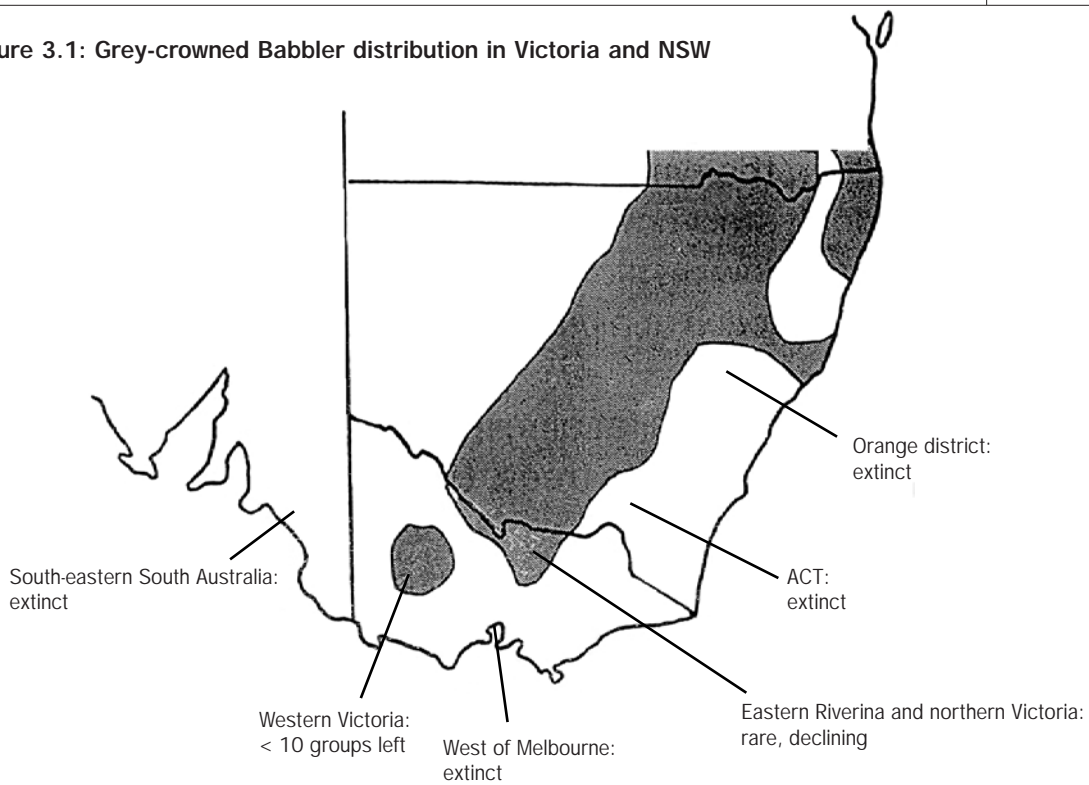 ure 3.1: Grey-crowned Babbler distribution in Victoria and NSW
Orange district:
extinct
South-eastern South Australia:
extinct
ACT:
extinct
Western Victoria:
< 10 groups left
West of Melbourne:
extinct
Eastern Riverina and northern Victoria:
rare, declining